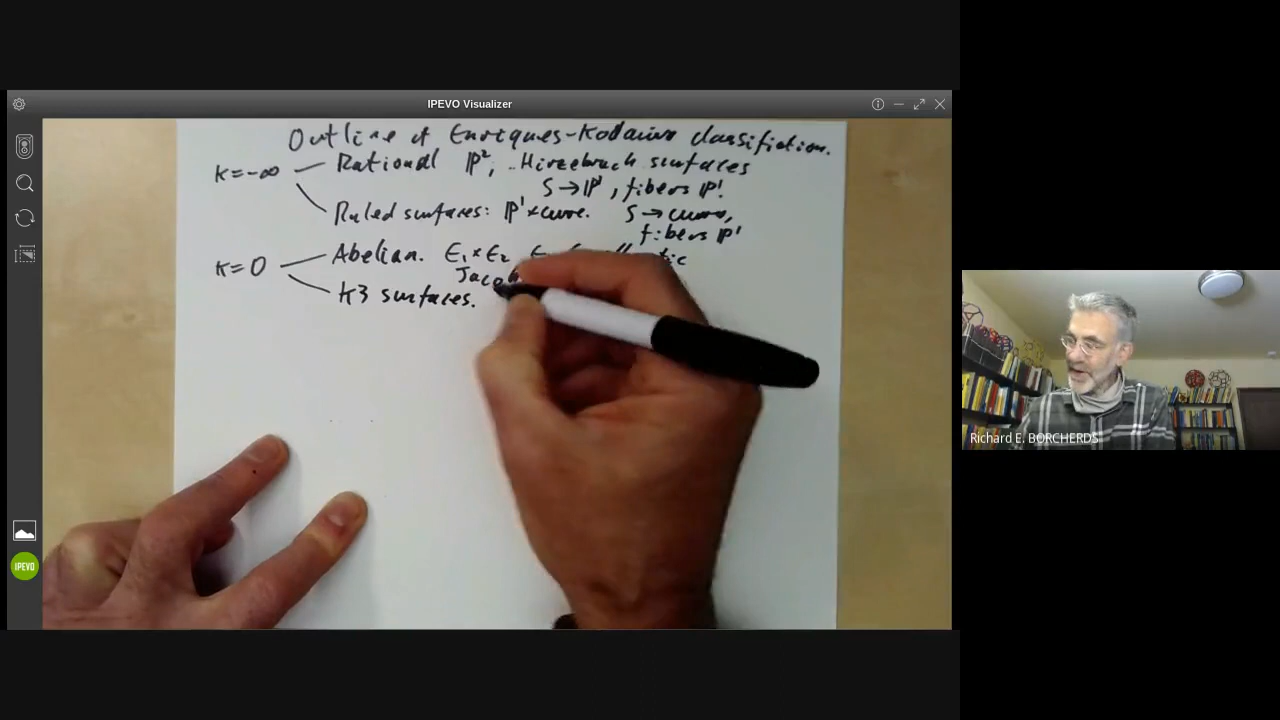 IPEVO Visualizer
Outline of Enriques-Kodaira classifiction.
K=-∞ Rational ℙ², Hirzebruch surfaces
S→ℙ¹, fibers ℙ¹.
Ruled surfaces: ℙ¹×curve. S→curve,
fibers ℙ¹
K=0 Abelian. E₁×E₂
K3 surfaces.
Richard E. BORCHERDS
IPEVO